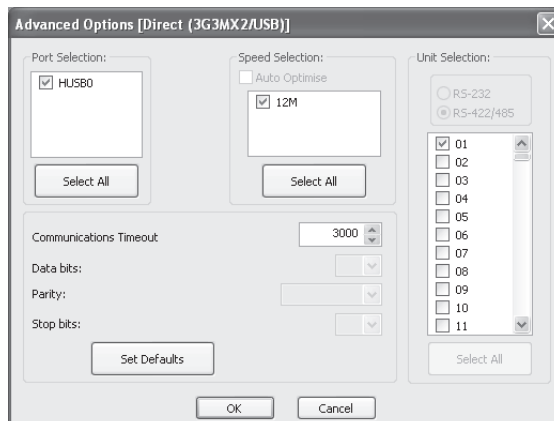 Advanced Options [Direct (3G3MX2/USB)]
Port Selection:
HUSB0
Select All
Speed Selection:
Auto Optimise
12M
Select All
Unit Selection:
RS-232
RS-422/485
01
02
03
04
05
06
07
08
09
10
11
Select All
Communications Timeout
3000
Data bits:
Parity:
Stop bits:
Set Defaults
OK
Cancel